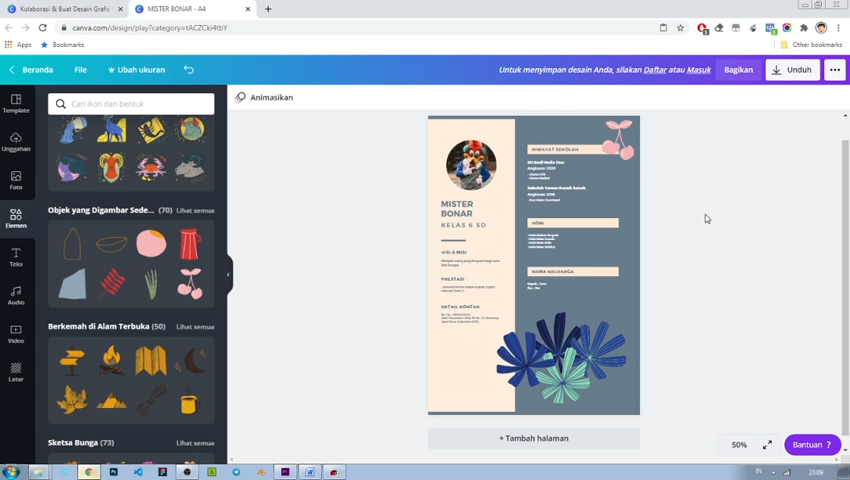 Kolaborasi & Buat Desain Grafis
MISTER BONAR - A4
canva.com/design/play?category=tACZCki4tbY
Apps
Bookmarks
Other bookmarks
Beranda
File
Ubah ukuran
Untuk menyimpan desain Anda, silakan Daftar atau Masuk
Bagikan
Unduh
Template
Unggahan
Foto
Elemen
Teks
Audio
Video
Latar
Cari ikon dan bentuk
Animasikan
Objek yang Digambar Sede... (70)
Lihat semua
Berkemah di Alam Terbuka (50)
Lihat semua
Sketsa Bunga (73)
Lihat semua
MISTER
BONAR
KELAS 6 SD
VISI & MISI
PRESTASI
DETAIL KONTAK
RIWAYAT SEKOLAH
HOBI
NAMA KELUARGA
+ Tambah halaman
50%
Bantuan ?
IN
23:09